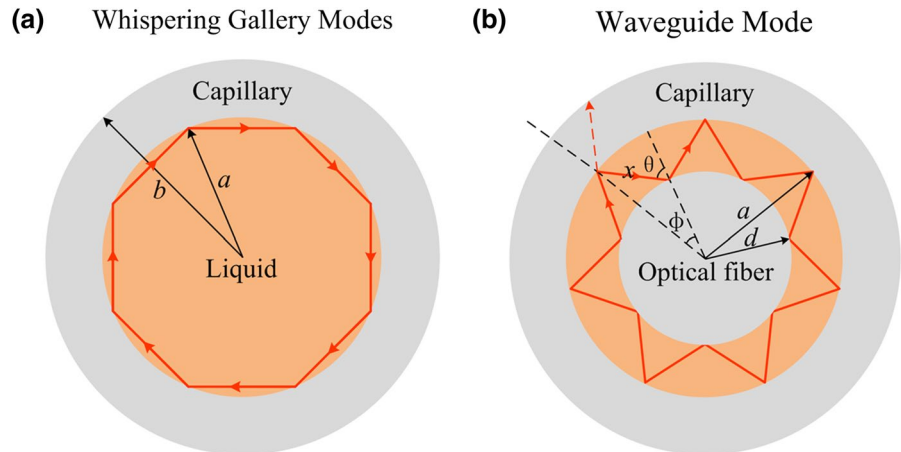 (a) Whispering Gallery Modes
Capillary
b
a
Liquid
(b) Waveguide Mode
Capillary
x θ
a
Φ
d
Optical fiber